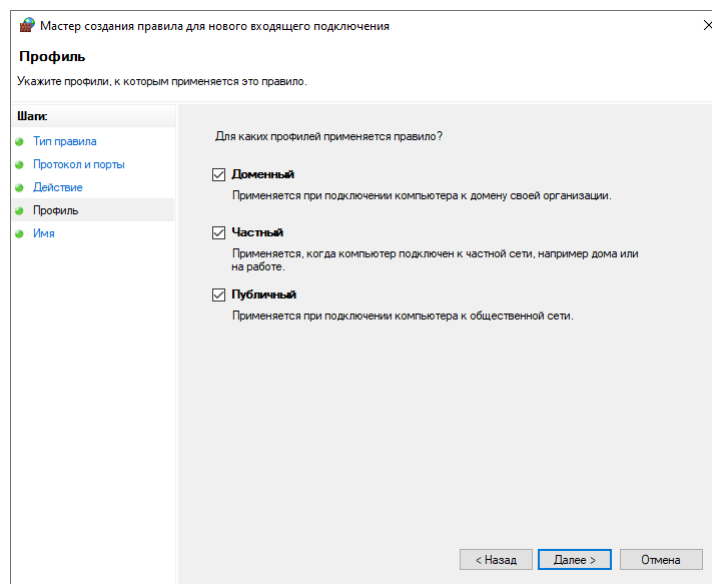 Мастер создания правила для нового входящего подключения
Профиль
Укажите профили, к которым применяется это правило.
Шаги:
Тип правила
Протокол и порты
Действие
Профиль
Имя
Для каких профилей применяется правило?
Доменный
Применяется при подключении компьютера к домену своей организации.
Частный
Применяется, когда компьютер подключен к частной сети, например дома или
на работе.
Публичный
Применяется при подключении компьютера к общественной сети.
< Назад
Далее >
Отмена